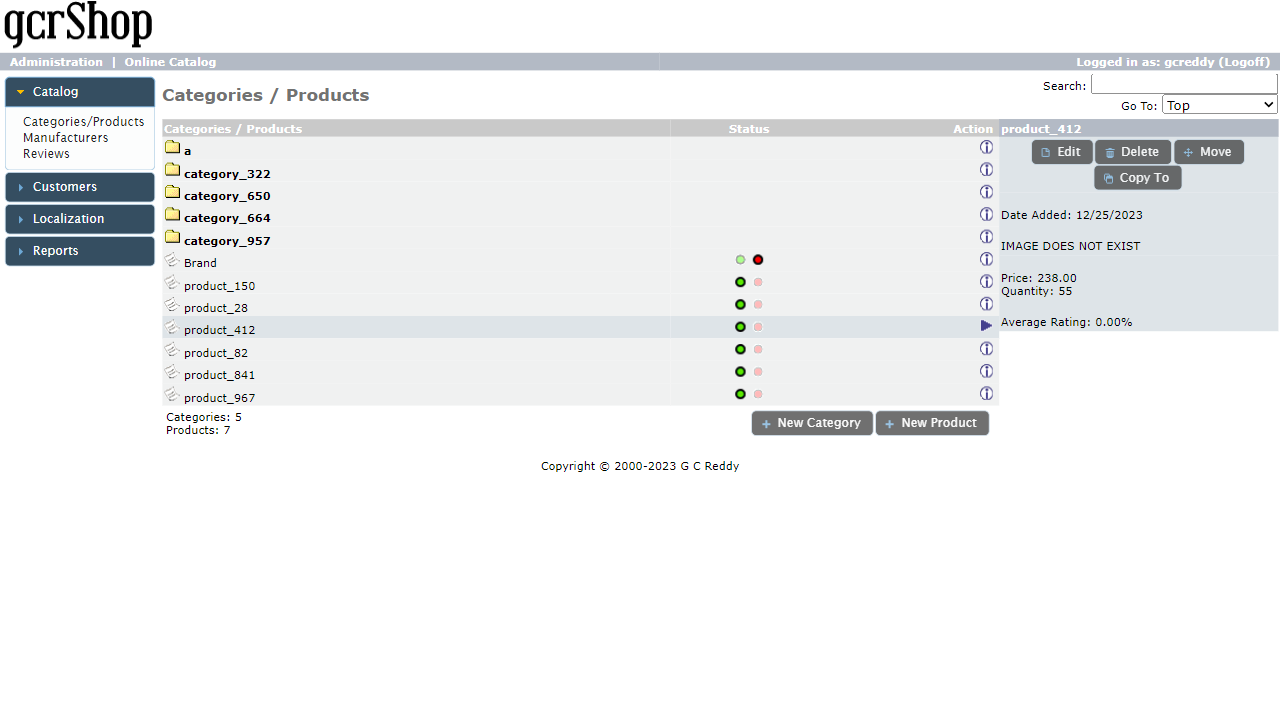 gcrShop
Administration | Online Catalog
Logged in as: gcreddy (Logoff)
Catalog
Categories/Products
Manufacturers
Reviews
Customers
Localization
Reports
Categories / Products
Search:
Go To: Top
Categories / Products Status Action
a
category_322
category_650
category_664
category_957
Brand
product_150
product_28
product_412
product_82
product_841
product_967
Categories: 5
Products: 7
New Category New Product
product_412
Edit Delete Move
Copy To
Date Added: 12/25/2023
IMAGE DOES NOT EXIST
Price: 238.00
Quantity: 55
Average Rating: 0.00%
Copyright © 2000-2023 G C Reddy